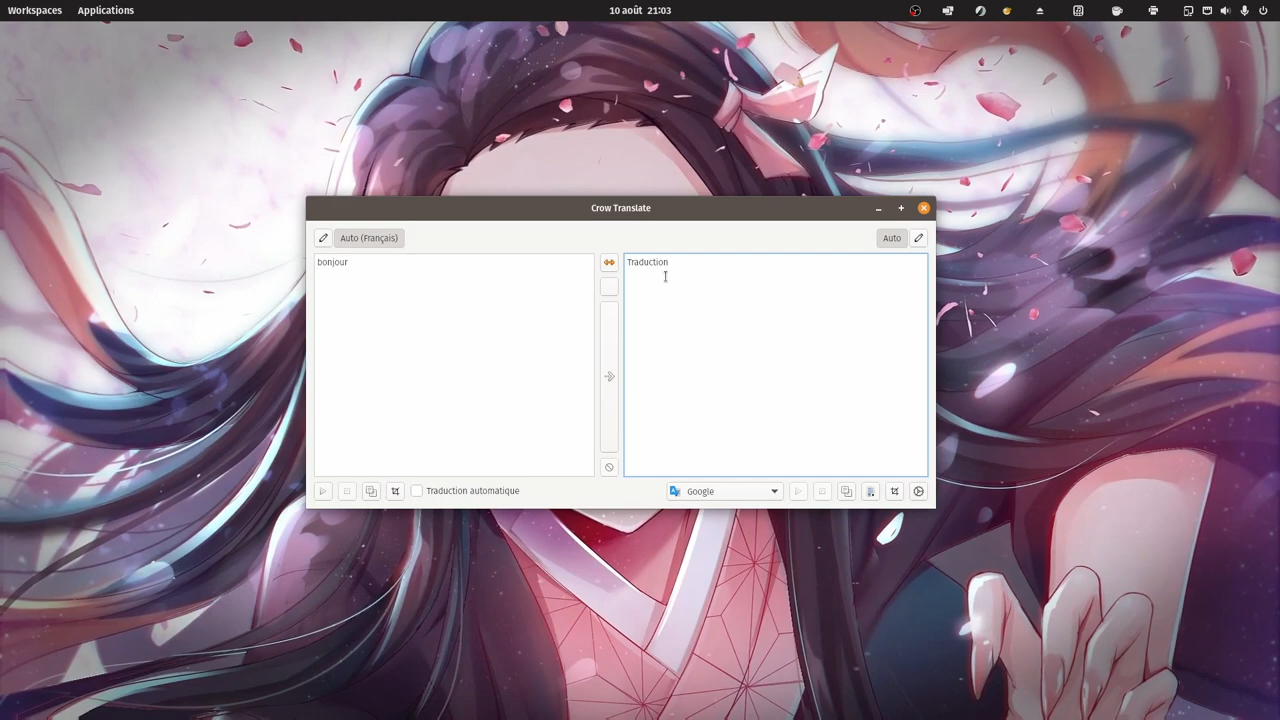 Workspaces Applications 10 août 21:03
Crow Translate
Auto (Français) Auto
bonjour Traduction
Traduction automatique Google